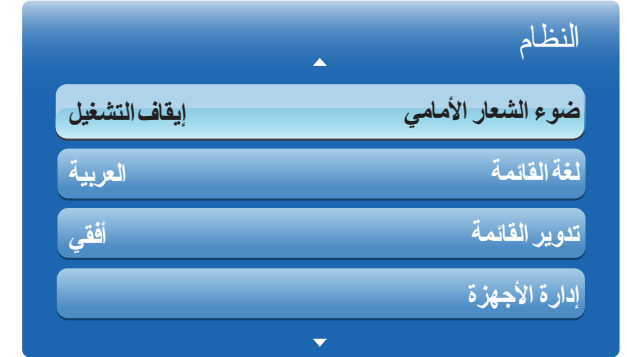 النظام
ضوء الشعار الأمامي إيقاف التشغيل
لغة القائمة العربية
تدوير القائمة أفقي
إدارة الأجهزة